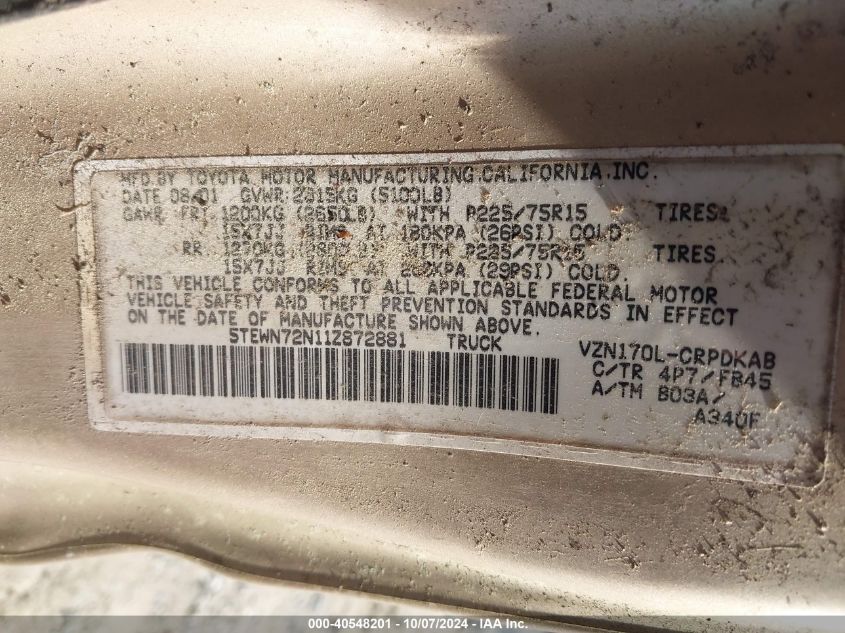 MFD BY TOYOTA MOTOR MANUFACTURING, CALIFORNIA, INC.
DATE 08/01 GVWR 2315KG (5100LB)
GAWR FRT 1200KG (2650LB) WITH P225/75R15 TIRES.
15X7JJ RIMS AT 180KPA (26PSI) COLD.
RR 1270KG WITH P225/75R15 TIRES.
15X7JJ RIMS AT 200KPA (29PSI) COLD.
THIS VEHICLE CONFORMS TO ALL APPLICABLE FEDERAL MOTOR
VEHICLE SAFETY AND THEFT PREVENTION STANDARDS IN EFFECT
ON THE DATE OF MANUFACTURE SHOWN ABOVE.
5TEWN72N11Z872881 TRUCK VZN170L-CRPDKAB
C/TR 4P7/FB45
A/TM B03A/
A340F
000-40548201 - 10/07/2024 - IAA Inc.